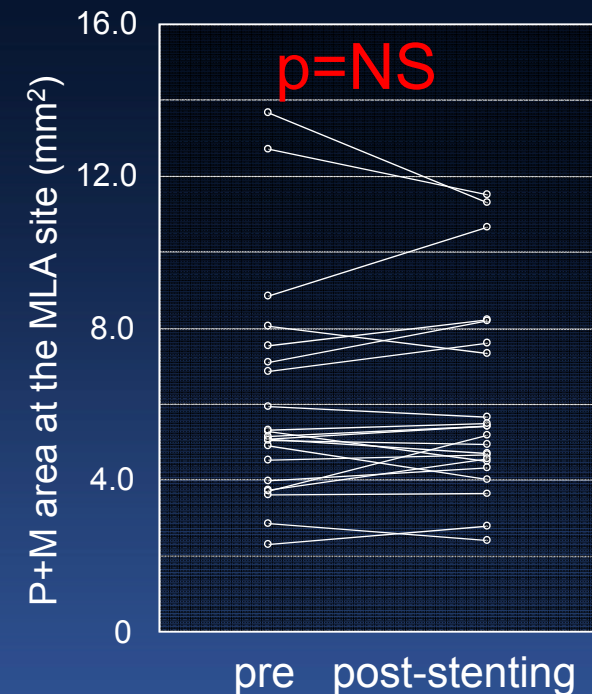 16.0
p=NS
12.0
8.0
4.0
0
P+M area at the MLA site (mm²)
pre post-stenting